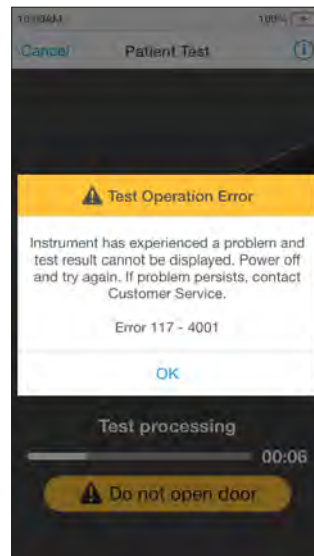 10:00AM 100%
Cancel Patient Test
Test Operation Error
Instrument has experienced a problem and
test result cannot be displayed. Power off
and try again. If problem persists, contact
Customer Service.
Error 117 - 4001
OK
Test processing
00:06
Do not open door